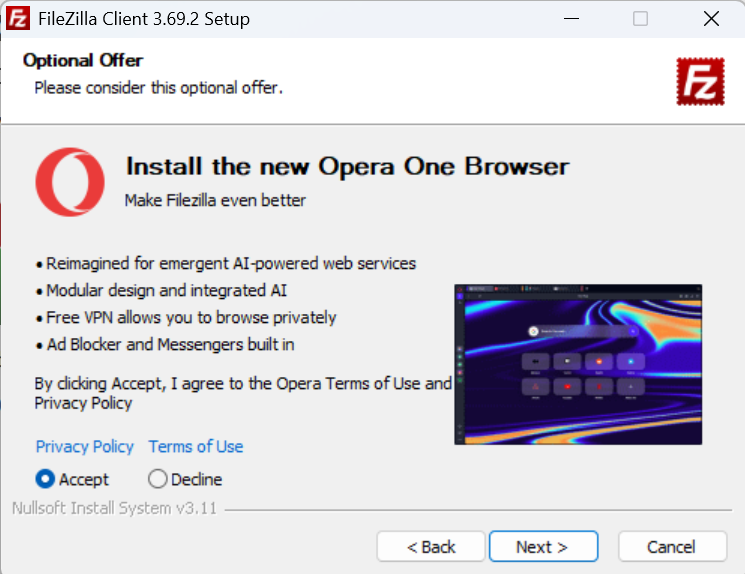 FileZilla Client 3.69.2 Setup
Optional Offer
Please consider this optional offer.
Install the new Opera One Browser
Make Filezilla even better
• Reimagined for emergent AI-powered web services
• Modular design and integrated AI
• Free VPN allows you to browse privately
• Ad Blocker and Messengers built in
By clicking Accept, I agree to the Opera Terms of Use and
Privacy Policy
Privacy Policy Terms of Use
Accept Decline
Nullsoft Install System v3.11
< Back Next > Cancel